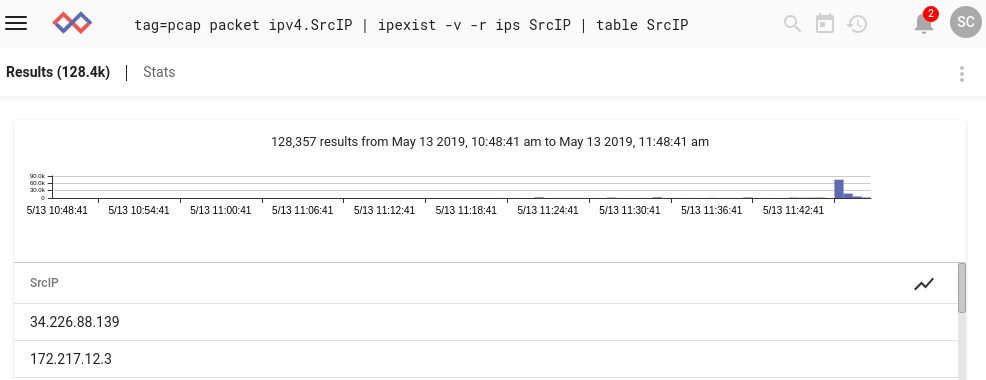 tag=pcap packet ipv4.SrcIP | ipexist -v -r ips SrcIP | table SrcIP
2
SC
Results (128.4k) | Stats
128,357 results from May 13 2019, 10:48:41 am to May 13 2019, 11:48:41 am
90.0k
60.0k
30.0k
0
5/13 10:48:41 5/13 10:54:41 5/13 11:00:41 5/13 11:06:41 5/13 11:12:41 5/13 11:18:41 5/13 11:24:41 5/13 11:30:41 5/13 11:36:41 5/13 11:42:41
SrcIP
34.226.88.139
172.217.12.3